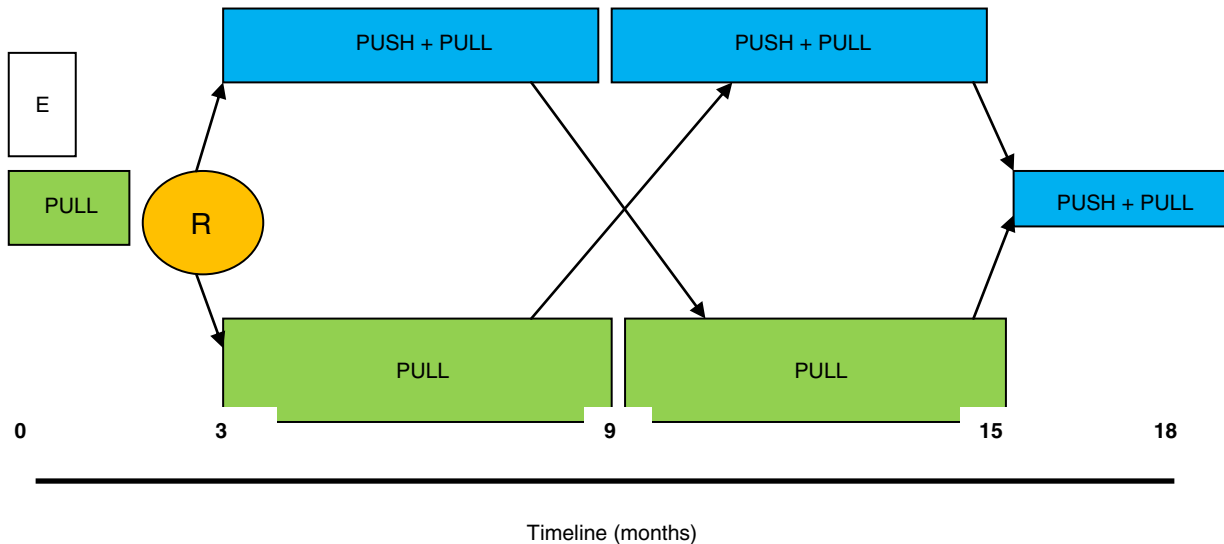 PUSH + PULL
PUSH + PULL
E
PULL
R
PUSH + PULL
PULL
PULL
0
3
9
15
18
Timeline (months)